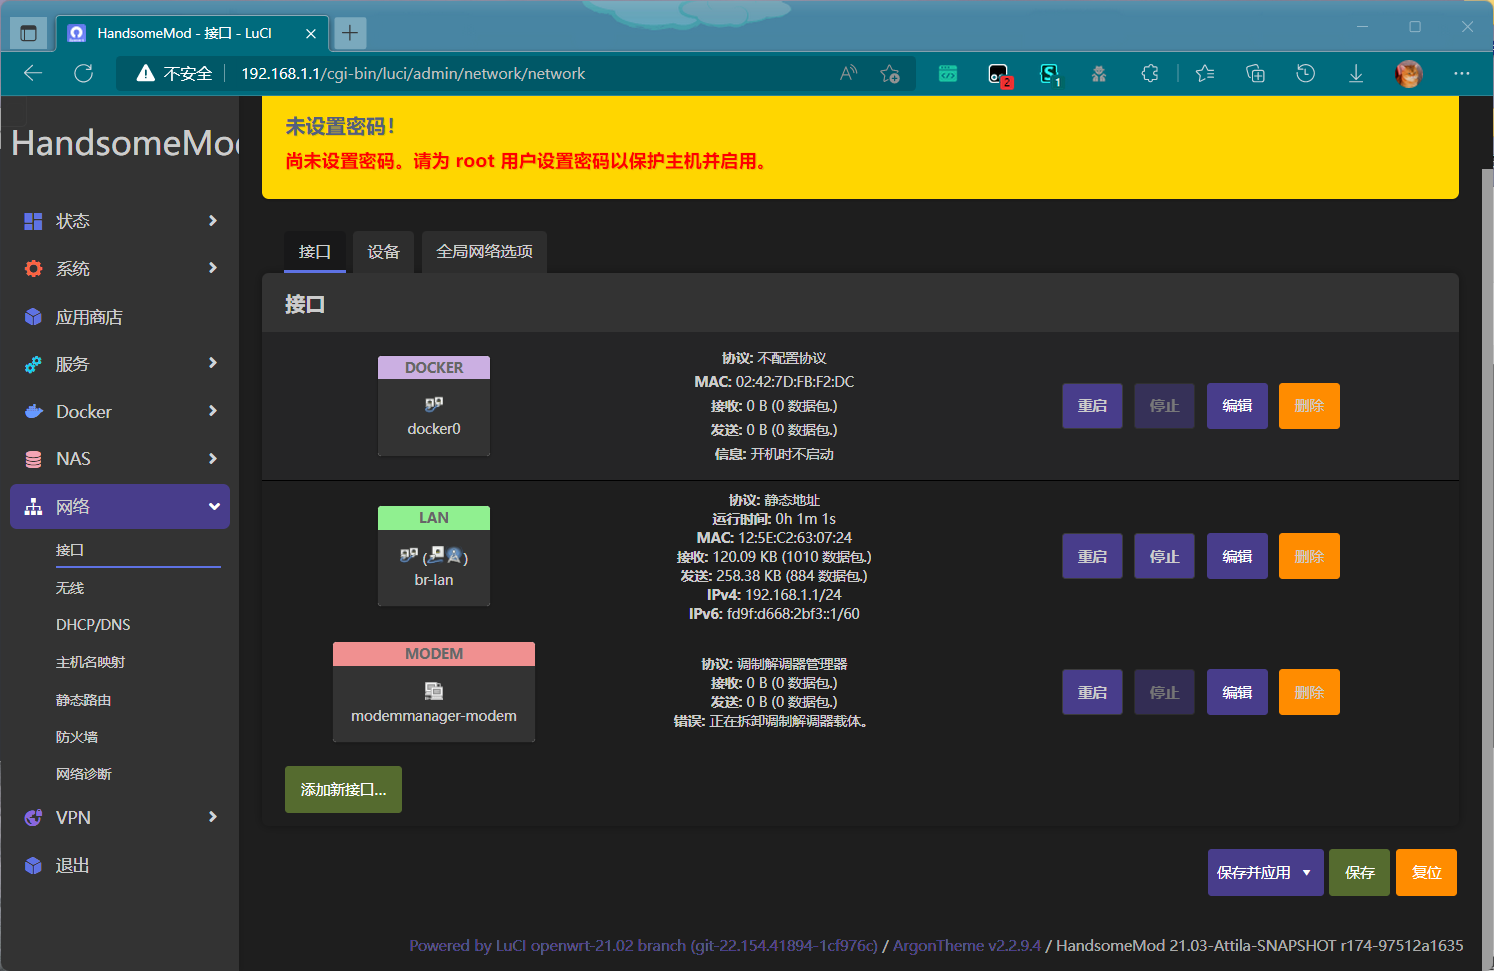 HandsomeMod - 接口 - LuCI
不安全
192.168.1.1/cgi-bin/luci/admin/network/network
2
1
HandsomeMo
状态
系统
应用商店
服务
Docker
NAS
网络
接口
无线
DHCP/DNS
主机名映射
静态路由
防火墙
网络诊断
VPN
退出
未设置密码！
尚未设置密码。请为 root 用户设置密码以保护主机并启用。
接口
设备
全局网络选项
接口
DOCKER
docker0
协议: 不配置协议
MAC: 02:42:7D:FB:F2:DC
接收: 0 B (0 数据包.)
发送: 0 B (0 数据包.)
信息: 开机时不启动
重启
停止
编辑
删除
LAN
( )
br-lan
协议: 静态地址
运行时间: 0h 1m 1s
MAC: 12:5E:C2:63:07:24
接收: 120.09 KB (1010 数据包.)
发送: 258.38 KB (884 数据包.)
IPv4: 192.168.1.1/24
IPv6: fd9f:d668:2bf3::1/60
重启
停止
编辑
删除
MODEM
modemmanager-modem
协议: 调制解调器管理器
接收: 0 B (0 数据包.)
发送: 0 B (0 数据包.)
错误: 正在拆卸调制解调器载体。
重启
停止
编辑
删除
添加新接口...
保存并应用
保存
复位
Powered by LuCI openwrt-21.02 branch (git-22.154.41894-1cf976c) / ArgonTheme v2.2.9.4 / HandsomeMod 21.03-Attila-SNAPSHOT r174-97512a1635